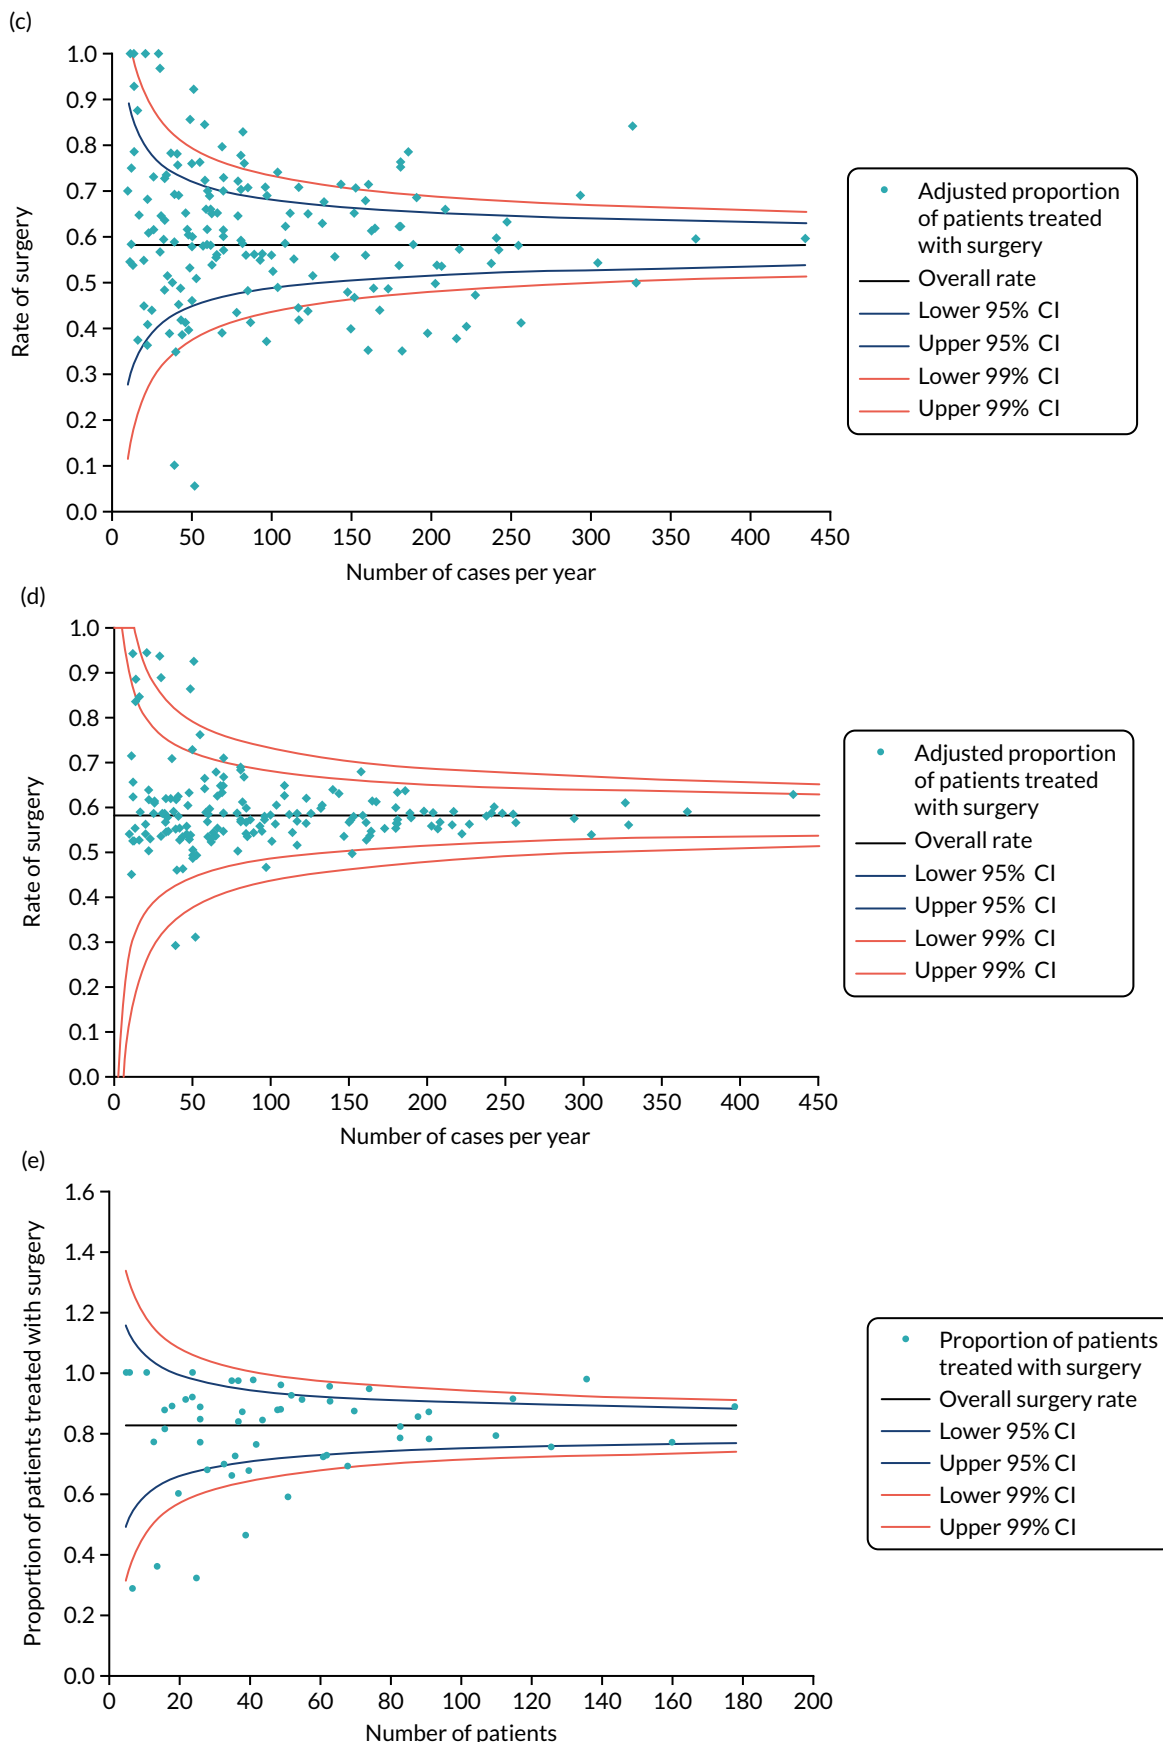 (c)
1.0
0.9
0.8
0.7
0.6
0.5
0.4
0.3
0.2
0.1
0.0
Rate of surgery
0 50 100 150 200 250 300 350 400 450
Number of cases per year
Adjusted proportion
of patients treated
with surgery
Overall rate
Lower 95% CI
Upper 95% CI
Lower 99% CI
Upper 99% CI
(d)
1.0
0.9
0.8
0.7
0.6
0.5
0.4
0.3
0.2
0.1
0.0
Rate of surgery
0 50 100 150 200 250 300 350 400 450
Number of cases per year
Adjusted proportion
of patients treated
with surgery
Overall rate
Lower 95% CI
Upper 95% CI
Lower 99% CI
Upper 99% CI
(e)
1.6
1.4
1.2
1.0
0.8
0.6
0.4
0.2
0.0
Proportion of patients treated with surgery
0 20 40 60 80 100 120 140 160 180 200
Number of patients
Proportion of patients
treated with surgery
Overall surgery rate
Lower 95% CI
Upper 95% CI
Lower 99% CI
Upper 99% CI